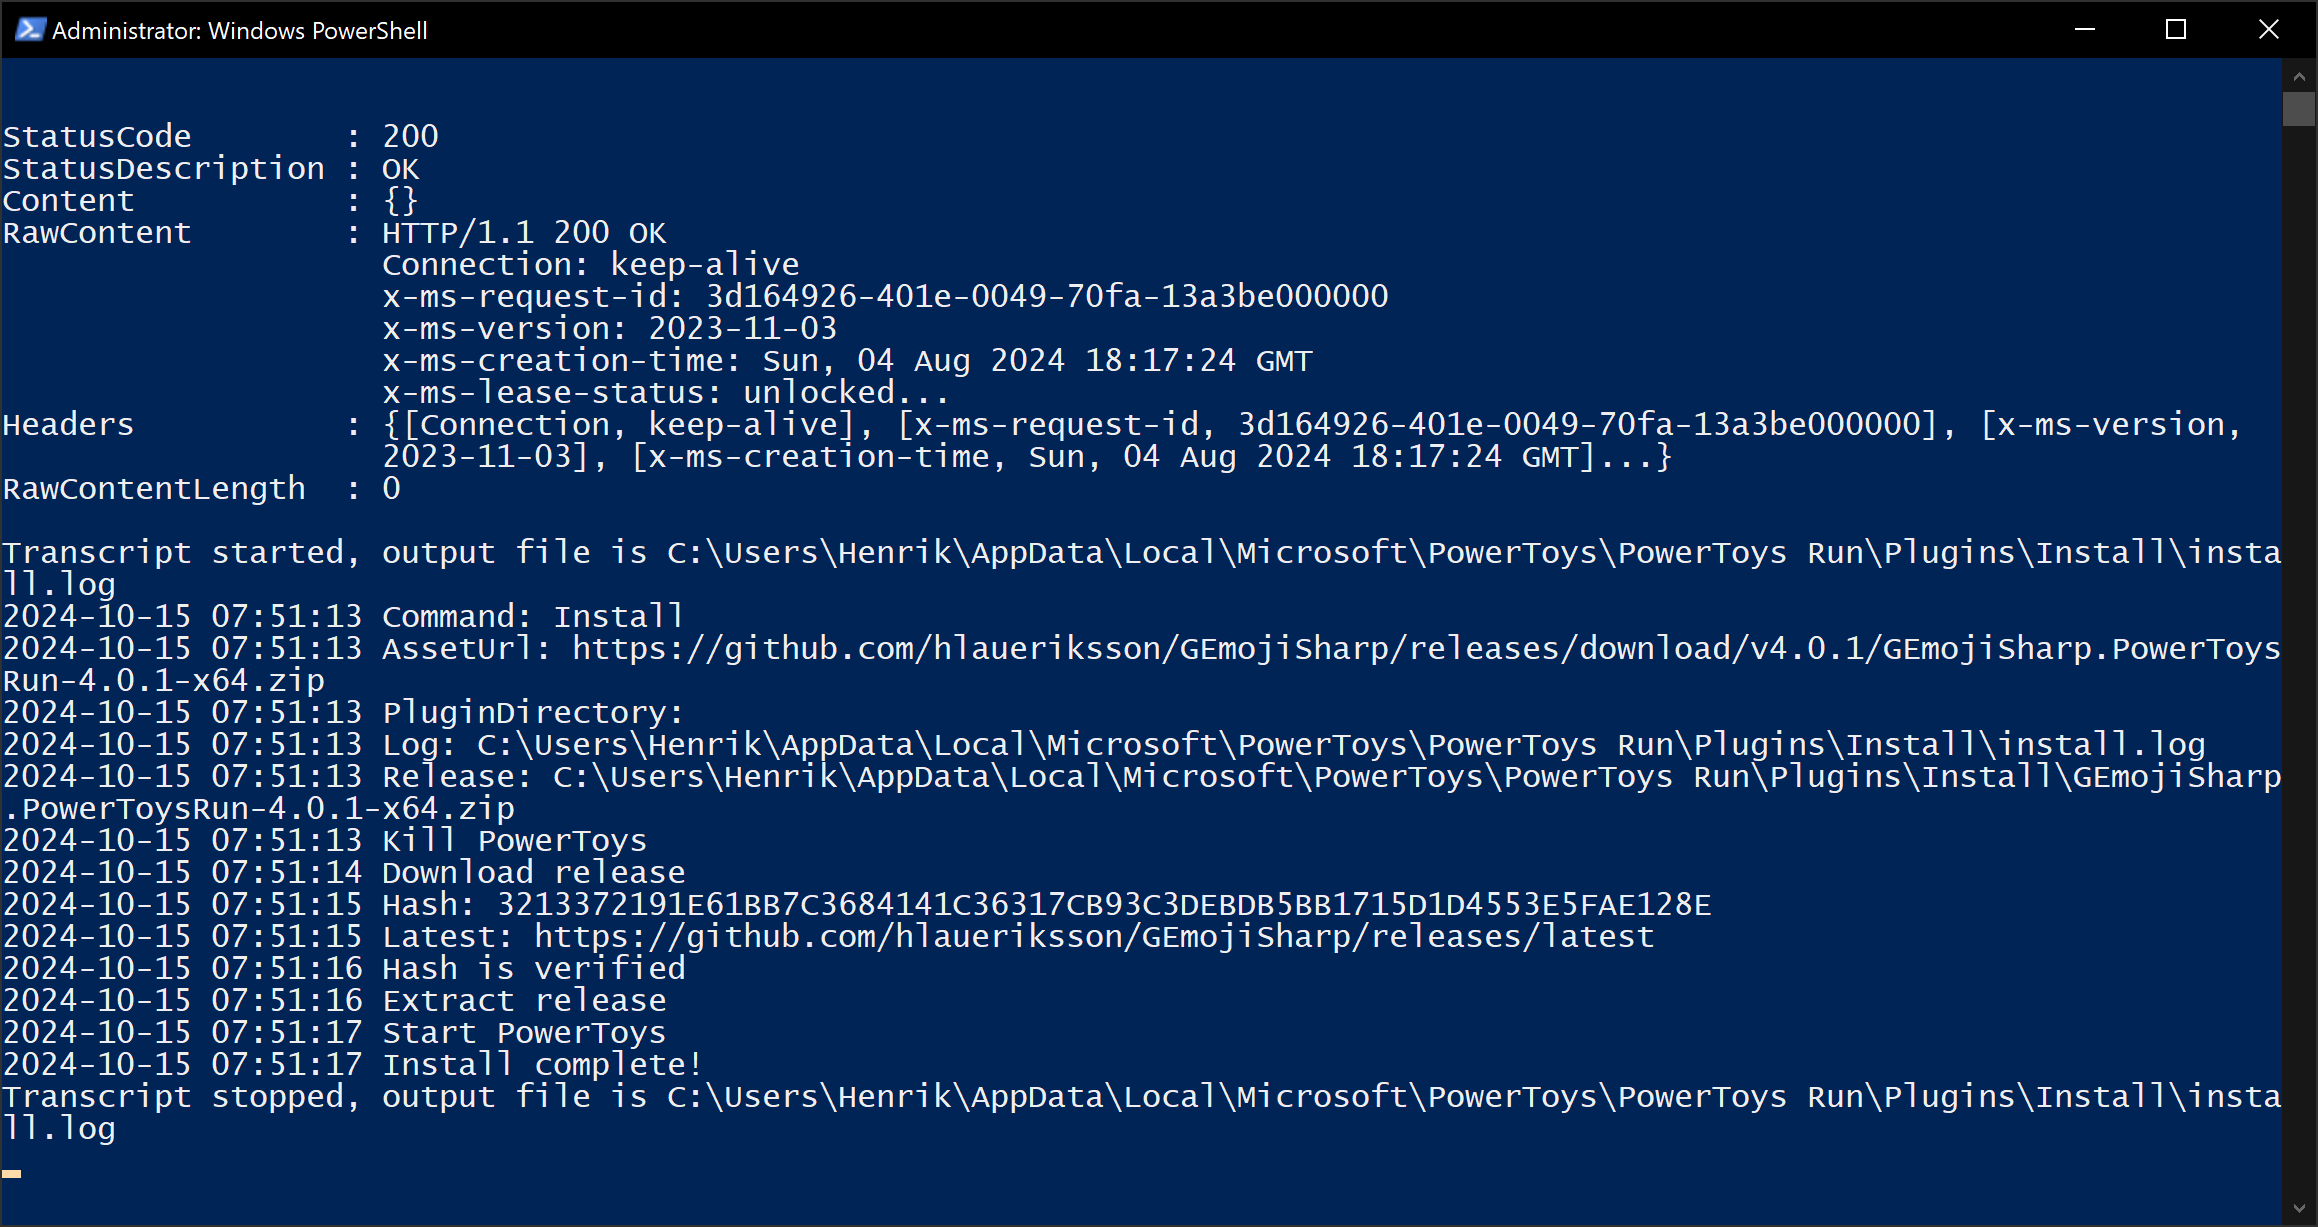 Administrator: Windows PowerShell
StatusCode        : 200
StatusDescription : OK
Content           : {}
RawContent        : HTTP/1.1 200 OK
                    Connection: keep-alive
                    x-ms-request-id: 3d164926-401e-0049-70fa-13a3be000000
                    x-ms-version: 2023-11-03
                    x-ms-creation-time: Sun, 04 Aug 2024 18:17:24 GMT
                    x-ms-lease-status: unlocked...
Headers           : {[Connection, keep-alive], [x-ms-request-id, 3d164926-401e-0049-70fa-13a3be000000], [x-ms-version,
                    2023-11-03], [x-ms-creation-time, Sun, 04 Aug 2024 18:17:24 GMT]...}
RawContentLength  : 0
Transcript started, output file is C:\Users\Henrik\AppData\Local\Microsoft\PowerToys\PowerToys Run\Plugins\Install\insta
ll.log
2024-10-15 07:51:13 Command: Install
2024-10-15 07:51:13 AssetUrl: https://github.com/hlaueriksson/GEmojiSharp/releases/download/v4.0.1/GEmojiSharp.PowerToys
Run-4.0.1-x64.zip
2024-10-15 07:51:13 PluginDirectory:
2024-10-15 07:51:13 Log: C:\Users\Henrik\AppData\Local\Microsoft\PowerToys\PowerToys Run\Plugins\Install\install.log
2024-10-15 07:51:13 Release: C:\Users\Henrik\AppData\Local\Microsoft\PowerToys\PowerToys Run\Plugins\Install\GEmojiSharp
.PowerToysRun-4.0.1-x64.zip
2024-10-15 07:51:13 Kill PowerToys
2024-10-15 07:51:14 Download release
2024-10-15 07:51:15 Hash: 3213372191E61BB7C3684141C36317CB93C3DEBDB5BB1715D1D4553E5FAE128E
2024-10-15 07:51:15 Latest: https://github.com/hlaueriksson/GEmojiSharp/releases/latest
2024-10-15 07:51:16 Hash is verified
2024-10-15 07:51:16 Extract release
2024-10-15 07:51:17 Start PowerToys
2024-10-15 07:51:17 Install complete!
Transcript stopped, output file is C:\Users\Henrik\AppData\Local\Microsoft\PowerToys\PowerToys Run\Plugins\Install\insta
ll.log